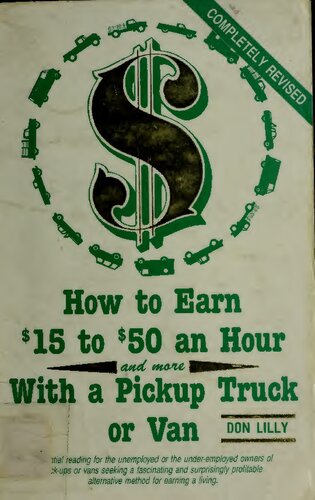 COMPLETELY REVISED
$
How to Earn
$15 to $50 an Hour
and more
With a Pickup Truck
or Van
DON LILLY
reading for the unemployed or the under-employed owners of
or vans seeking a fascinating and surprisingly profitable
alternative method for earning a living.